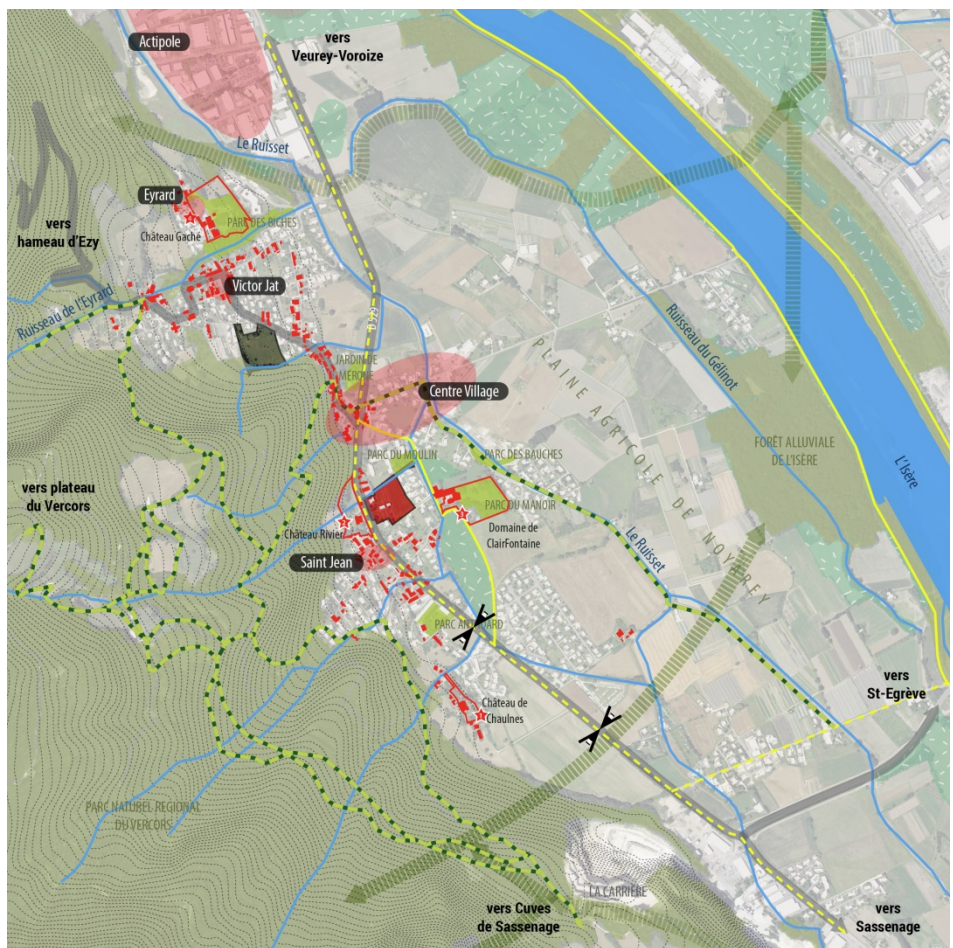 Actipole
vers
Veurey-Voroize
Le Ruisset
Eyrard
Château Gaché
PARC DES BICHES
vers
hameau d'Ezy
Victor Jat
Ruisseau de l'Eyrard
JARDIN DE
MÉROUE
Centre Village
Ruisseau du Gélinot
PLAINE AGRICOLE DE NOYAREY
FORÊT ALLUVIALE
DE L'ISÈRE
L'Isère
PARC DU MOULIN
PARC DES BAUCHES
vers plateau
du Vercors
PARC DU MANOIR
Château Rivier
Domaine de
ClairFontaine
Saint Jean
Le Ruisset
vers
St-Egrève
Château de
Chaulnes
PARC NATUREL REGIONAL
DU VERCORS
LA CARRIÈRE
vers Cuves
de Sassenage
vers
Sassenage